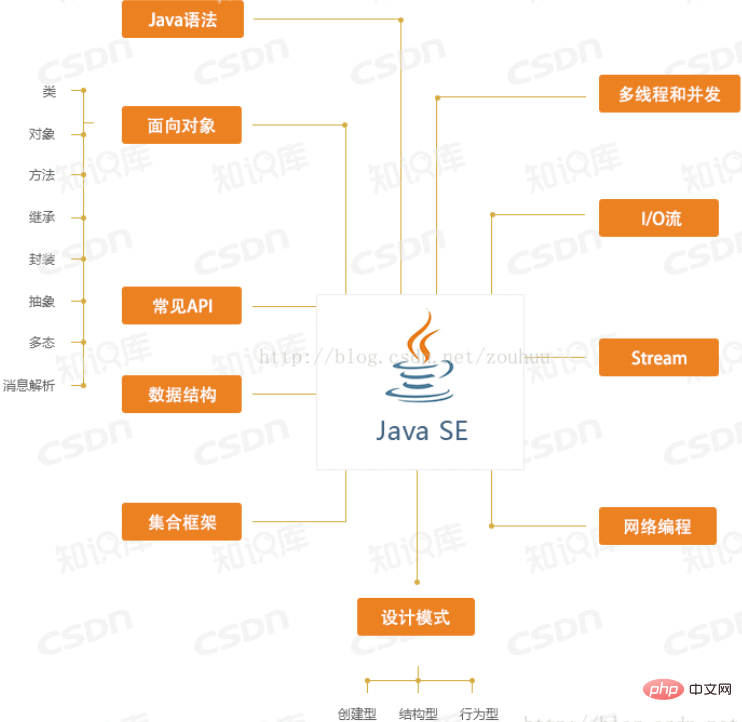 Java语法
多线程和并发
类
面向对象
对象
方法
I/O流
继承
封装
抽象
常见API
多态
http://blog.csdn.net/zouhuu
Stream
消息解析
数据结构
Java SE
集合框架
网络编程
设计模式
创建型
结构型
行为型
php 中文网
CSDN
知识库